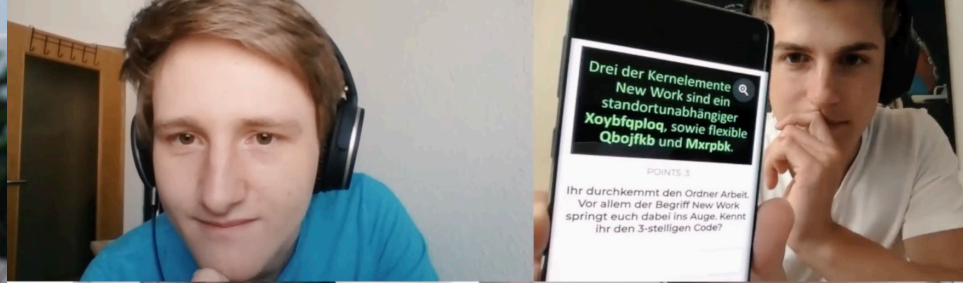 Drei der Kernelemente
New Work sind ein
standortunabhängiger
Xoybfqploq, sowie flexible
Qbojfkb und Mxrpbk.
POINTS: 3
Ihr durchkemmt den Ordner Arbeit.
Vor allem der Begriff New Work
springt euch dabei ins Auge. Kennt
ihr den 3-stelligen Code?